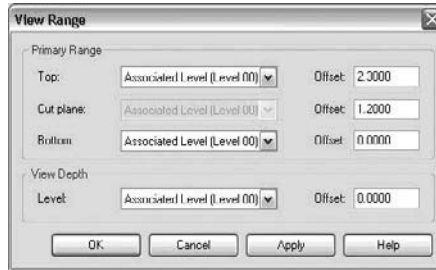 View Range
Primary Range
Top: Associated Level (Level 00) Offset: 2.3000
Cut plane: Associated Level (Level 00) Offset: 1.2000
Bottom: Associated Level (Level 00) Offset: 0.0000
View Depth
Level: Associated Level (Level 00) Offset: 0.0000
OK Cancel Apply Help